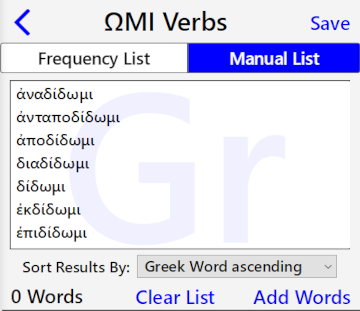 ΩMI Verbs
Save
Frequency List
Manual List
ἀναδίδωμι
ἀνταποδίδωμι
ἀποδίδωμι
διαδίδωμι
δίδωμι
ἐκδίδωμι
ἐπιδίδωμι
Gr
Sort Results By: Greek Word ascending
0 Words
Clear List
Add Words